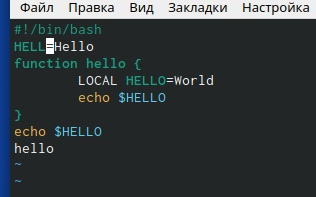 Файл Правка Вид Закладки Настройка
#!/bin/bash
HELL=Hello
function hello {
        LOCAL HELLO=World
        echo $HELLO
}
echo $HELLO
hello
~
~